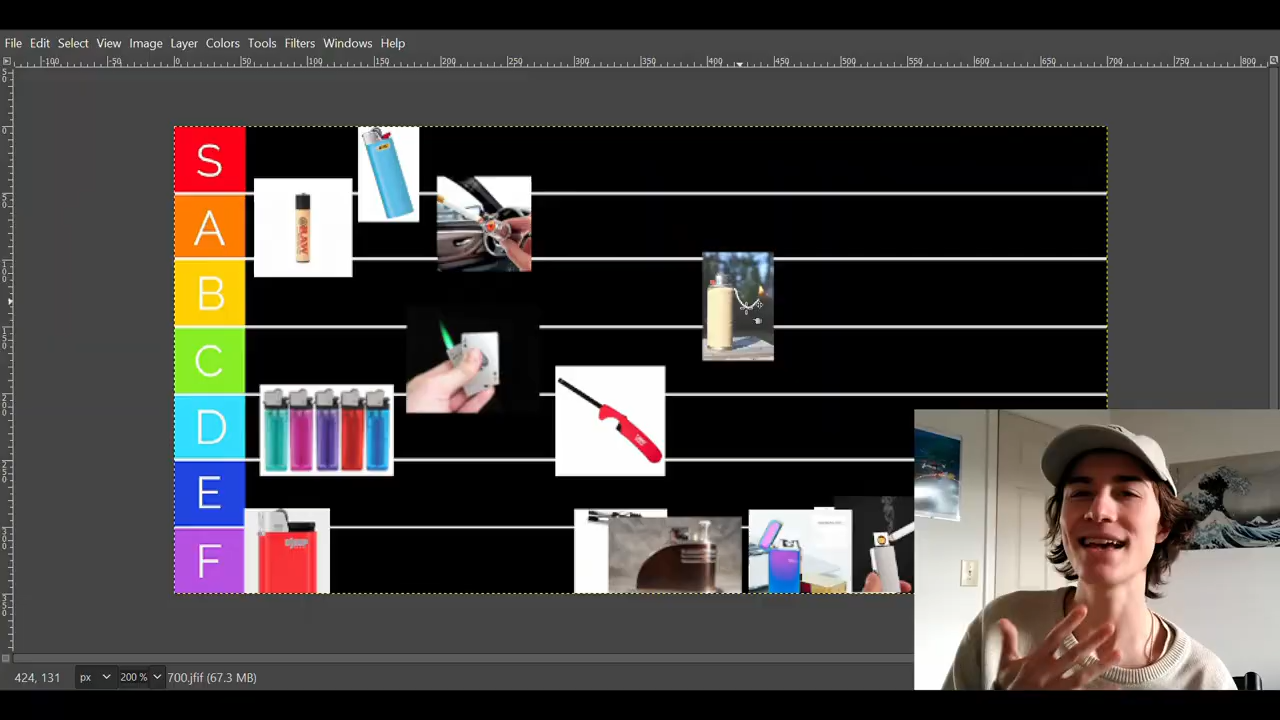 File Edit Select View Image Layer Colors Tools Filters Windows Help
-100 -50 0 50 100 150 200 250 300 350 400 450 500 550 600 650 700 750 800
S
BIC
A
RAW
B
C
D
E
F
424, 131 px 200 % 700.jfif (67.3 MB)